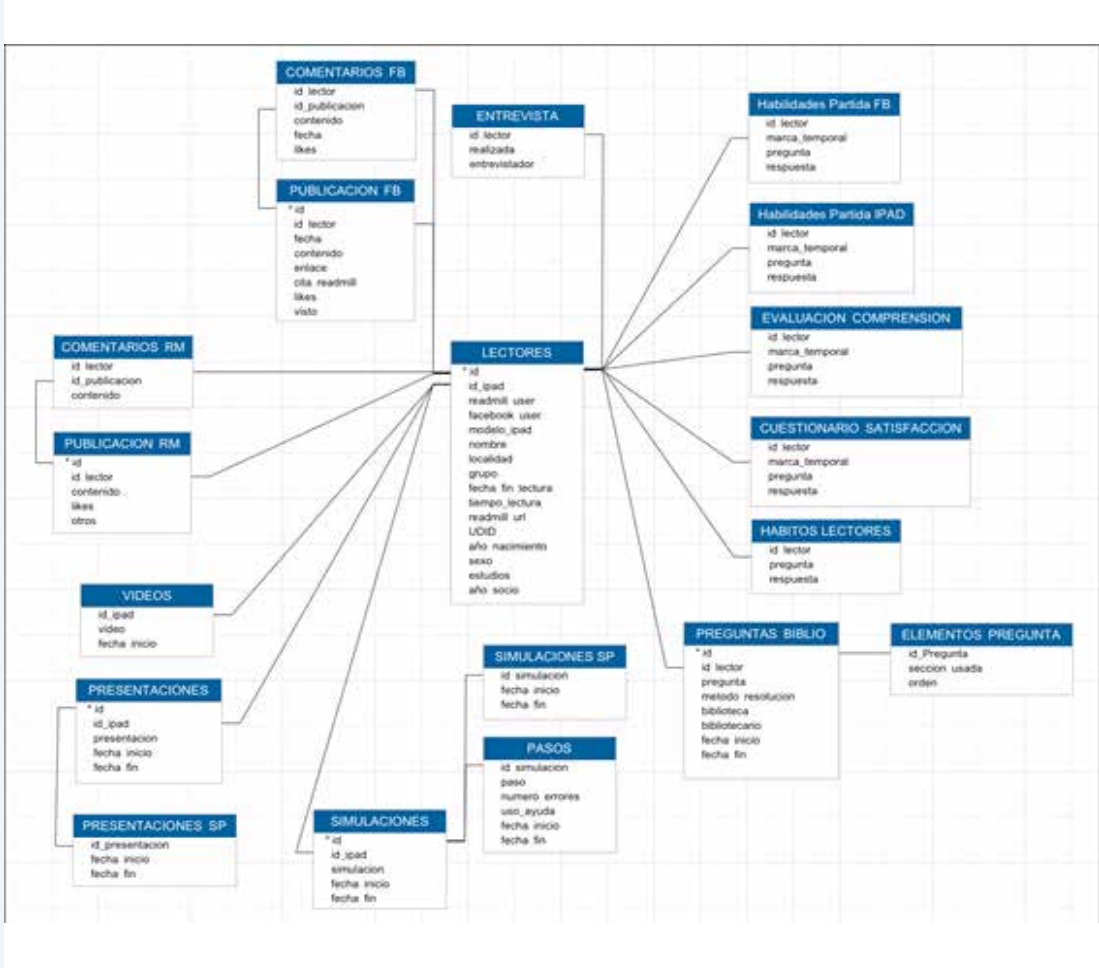 COMENTARIOS FB
id lector
id_publicacion
contenido
fecha
likes
PUBLICACION FB
* id
id lector
fecha
contenido
enlace
cita readmill
likes
visto
ENTREVISTA
id lector
realizada
entrevistador
Habilidades Partida FB
id lector
marca_temporal
pregunta
respuesta
Habilidades Partida IPAD
id lector
marca_temporal
pregunta
respuesta
EVALUACION COMPRENSION
id lector
marca_temporal
pregunta
respuesta
CUESTIONARIO SATISFACCION
id lector
marca_temporal
pregunta
respuesta
HABITOS LECTORES
id lector
pregunta
respuesta
COMENTARIOS RM
id lector
id_publicacion
contenido
PUBLICACION RM
* id
id lector
contenido
likes
otros
LECTORES
* id
id_ipad
readmill user
facebook user
modelo_ipad
nombre
localidad
grupo
fecha fin lectura
tiempo_lectura
readmill url
UDID
año nacimiento
sexo
estudios
año socio
VIDEOS
id_ipad
video
fecha inicio
PRESENTACIONES
* id
id_ipad
presentacion
fecha inicio
fecha fin
PRESENTACIONES SP
id_presentacion
fecha inicio
fecha fin
SIMULACIONES
* id
id_ipad
simulacion
fecha inicio
fecha fin
SIMULACIONES SP
id simulacion
fecha inicio
fecha fin
PASOS
id simulacion
paso
numero errores
uso_ayuda
fecha inicio
fecha fin
PREGUNTAS BIBLIO
* id
id lector
pregunta
metodo resolucion
biblioteca
bibliotecario
fecha inicio
fecha fin
ELEMENTOS PREGUNTA
id_Pregunta
seccion usada
orden